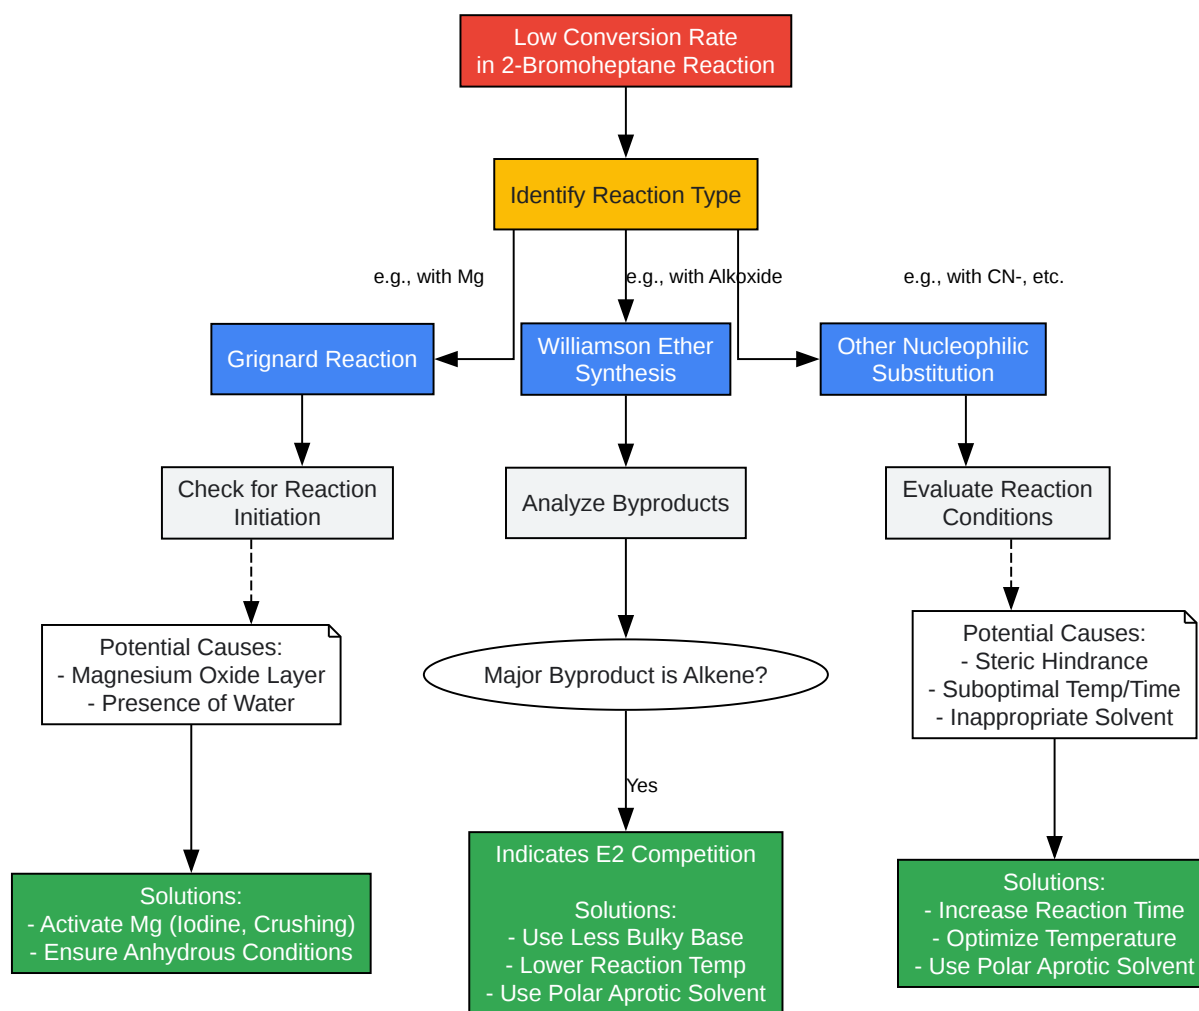 Low Conversion Rate
in 2-Bromoheptane Reaction
Identify Reaction Type
e.g., with Mg
e.g., with Alkoxide
e.g., with CN-, etc.
Grignard Reaction
Williamson Ether
Synthesis
Other Nucleophilic
Substitution
Check for Reaction
Initiation
Analyze Byproducts
Evaluate Reaction
Conditions
Potential Causes:
- Magnesium Oxide Layer
- Presence of Water
Major Byproduct is Alkene?
Potential Causes:
- Steric Hindrance
- Suboptimal Temp/Time
- Inappropriate Solvent
Yes
Solutions:
- Activate Mg (Iodine, Crushing)
- Ensure Anhydrous Conditions
Indicates E2 Competition
Solutions:
- Use Less Bulky Base
- Lower Reaction Temp
- Use Polar Aprotic Solvent
Solutions:
- Increase Reaction Time
- Optimize Temperature
- Use Polar Aprotic Solvent